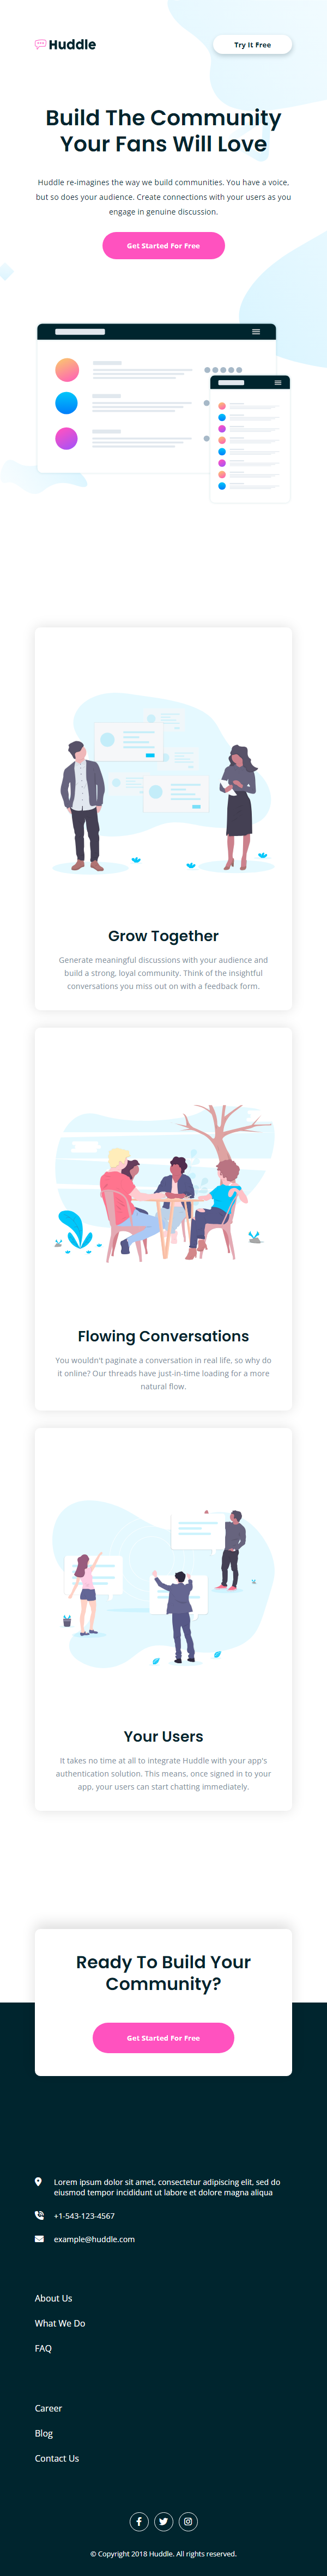 Huddle
Try It Free
Build The Community
Your Fans Will Love
Huddle re-imagines the way we build communities. You have a voice,
but so does your audience. Create connections with your users as you
engage in genuine discussion.
Get Started For Free
Grow Together
Generate meaningful discussions with your audience and
build a strong, loyal community. Think of the insightful
conversations you miss out on with a feedback form.
Flowing Conversations
You wouldn't paginate a conversation in real life, so why do
it online? Our threads have just-in-time loading for a more
natural flow.
Your Users
It takes no time at all to integrate Huddle with your app's
authentication solution. This means, once signed in to your
app, your users can start chatting immediately.
Ready To Build Your
Community?
Get Started For Free
Lorem ipsum dolor sit amet, consectetur adipiscing elit, sed do
eiusmod tempor incididunt ut labore et dolore magna aliqua
+1-543-123-4567
example@huddle.com
About Us
What We Do
FAQ
Career
Blog
Contact Us
© Copyright 2018 Huddle. All rights reserved.